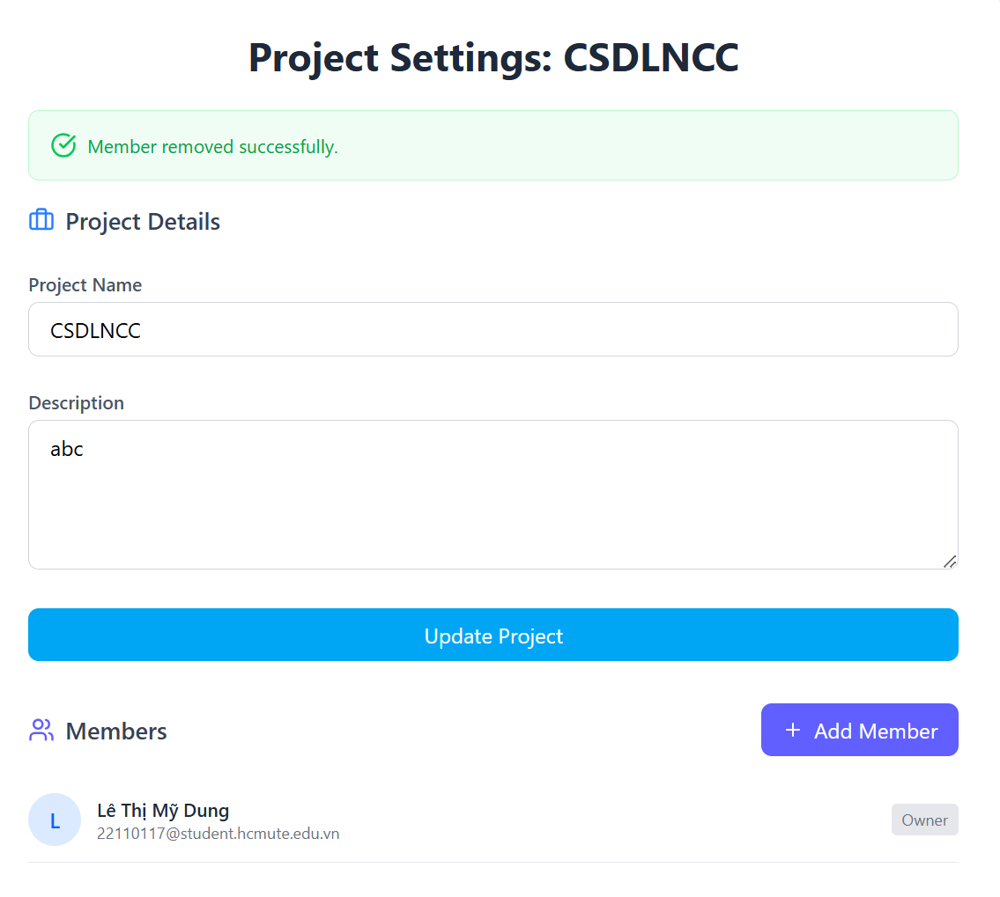 Project Settings: CSDLNCC
Member removed successfully.
Project Details
Project Name
CSDLNCC
Description
abc
Update Project
Members
+ Add Member
L
Lê Thị Mỹ Dung
22110117@student.hcmute.edu.vn
Owner